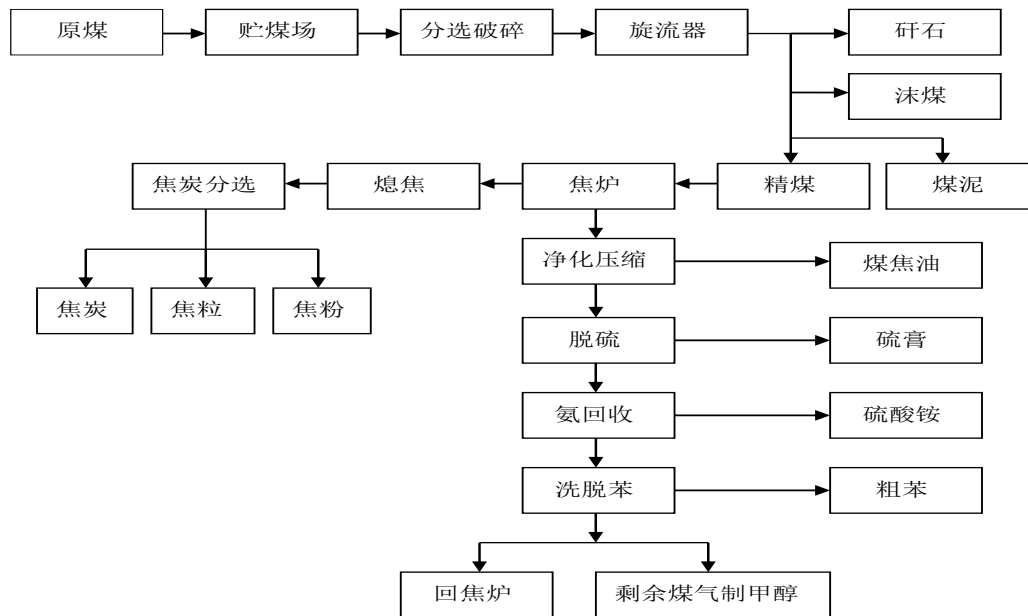 原煤
贮煤场
分选破碎
旋流器
矸石
沫煤
焦炭分选
熄焦
焦炉
精煤
煤泥
净化压缩
煤焦油
焦炭
焦粒
焦粉
脱硫
硫膏
氨回收
硫酸铵
洗脱苯
粗苯
回焦炉
剩余煤气制甲醇